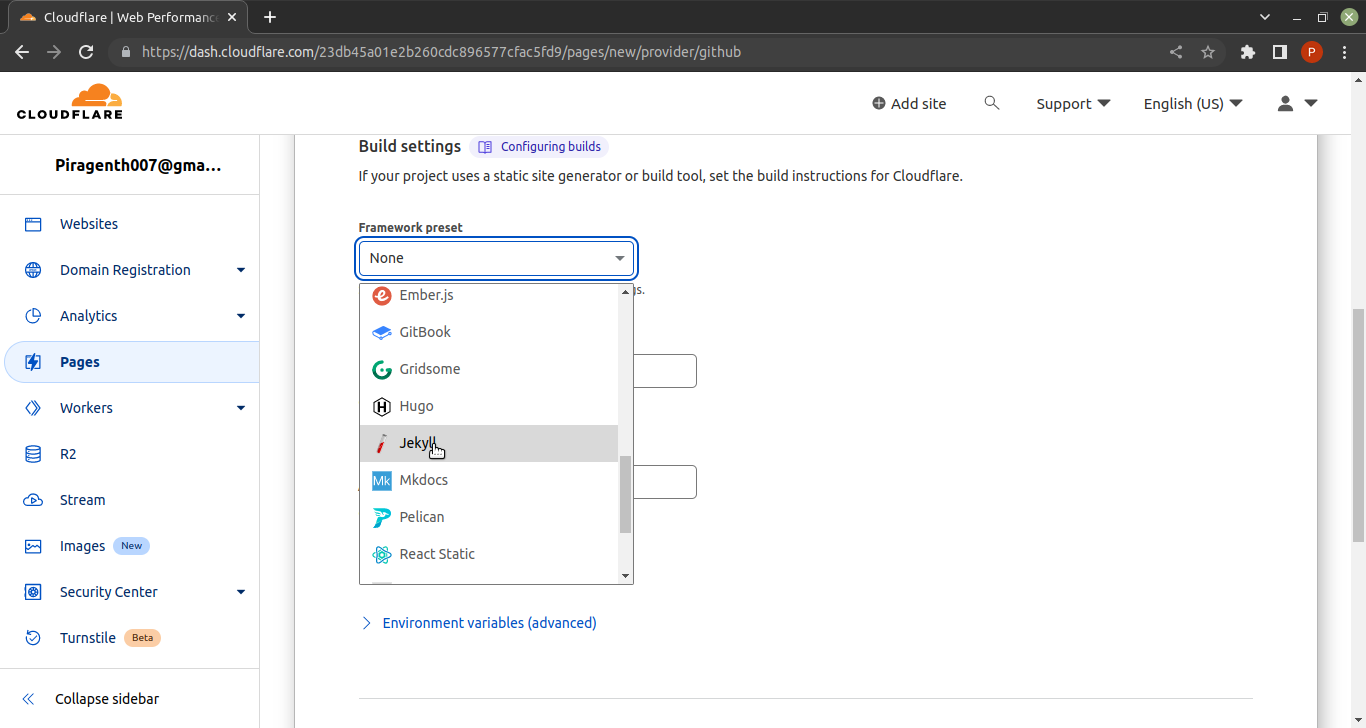 Cloudflare | Web Performanc
https://dash.cloudflare.com/23db45a01e2b260cdc896577cfac5fd9/pages/new/provider/github
P
CLOUDFLARE
Add site
Support
English (US)
Piragenth007@gma...
Websites
Domain Registration
Analytics
Pages
Workers
R2
Stream
Images New
Security Center
Turnstile Beta
Collapse sidebar
Build settings Configuring builds
If your project uses a static site generator or build tool, set the build instructions for Cloudflare.
Framework preset
None
gs.
Ember.js
GitBook
Gridsome
Hugo
Jekyll
Mk Mkdocs
Pelican
React Static
Environment variables (advanced)